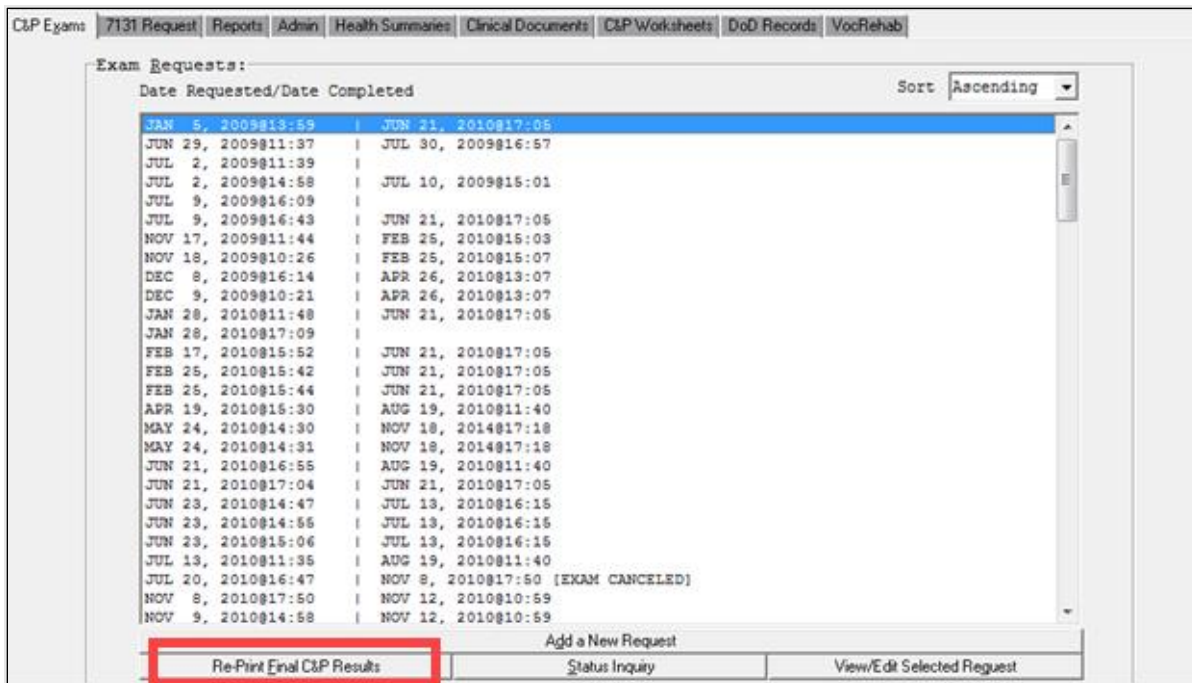 C&P Exams 7131 Request Reports Admin Health Summaries Clinical Documents C&P Worksheets DoD Records VocRehab
Exam Requests:
Date Requested/Date Completed Sort Ascending
JAN 5, 2009@13:59 | JUN 21, 2010@17:05
JUN 29, 2009@11:37 | JUL 30, 2009@16:57
JUL 2, 2009@11:39 |
JUL 2, 2009@14:58 | JUL 10, 2009@15:01
JUL 9, 2009@16:09 |
JUL 9, 2009@16:43 | JUN 21, 2010@17:05
NOV 17, 2009@11:44 | FEB 25, 2010@15:03
NOV 18, 2009@10:26 | FEB 25, 2010@15:07
DEC 8, 2009@16:14 | APR 26, 2010@13:07
DEC 9, 2009@10:21 | APR 26, 2010@13:07
JAN 28, 2010@11:48 | JUN 21, 2010@17:05
JAN 28, 2010@17:09 |
FEB 17, 2010@15:52 | JUN 21, 2010@17:05
FEB 25, 2010@15:42 | JUN 21, 2010@17:05
FEB 25, 2010@15:44 | JUN 21, 2010@17:05
APR 19, 2010@15:30 | AUG 19, 2010@11:40
MAY 24, 2010@14:30 | NOV 18, 2014@17:18
MAY 24, 2010@14:31 | NOV 18, 2014@17:18
JUN 21, 2010@16:55 | AUG 19, 2010@11:40
JUN 21, 2010@17:04 | JUN 21, 2010@17:05
JUN 23, 2010@14:47 | JUL 13, 2010@16:15
JUN 23, 2010@14:55 | JUL 13, 2010@16:15
JUN 23, 2010@15:06 | JUL 13, 2010@16:15
JUL 13, 2010@11:35 | AUG 19, 2010@11:40
JUL 20, 2010@16:47 | NOV 8, 2010@17:50 [EXAM CANCELED]
NOV 8, 2010@17:50 | NOV 12, 2010@10:59
NOV 9, 2010@14:58 | NOV 12, 2010@10:59
Add a New Request
Re-Print Final C&P Results Status Inquiry View/Edit Selected Request